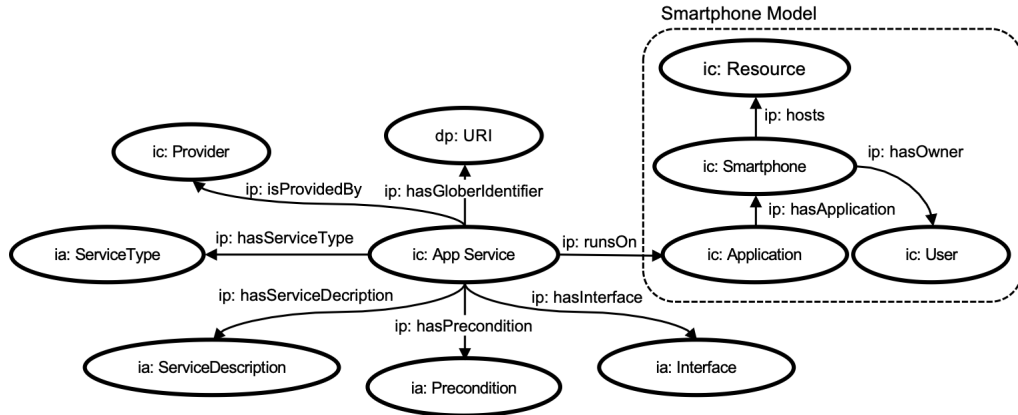 Smartphone Model
ic: Resource
ip: hosts
dp: URI
ic: Provider
ic: Smartphone
ip: hasOwner
ip: isProvidedBy
ip: hasGloberIdentifier
ip: hasApplication
ip: hasServiceType
ip: runsOn
ia: ServiceType
ic: App Service
ic: Application
ic: User
ip: hasServiceDecription
ip: hasInterface
ip: hasPrecondition
ia: ServiceDescription
ia: Interface
ia: Precondition